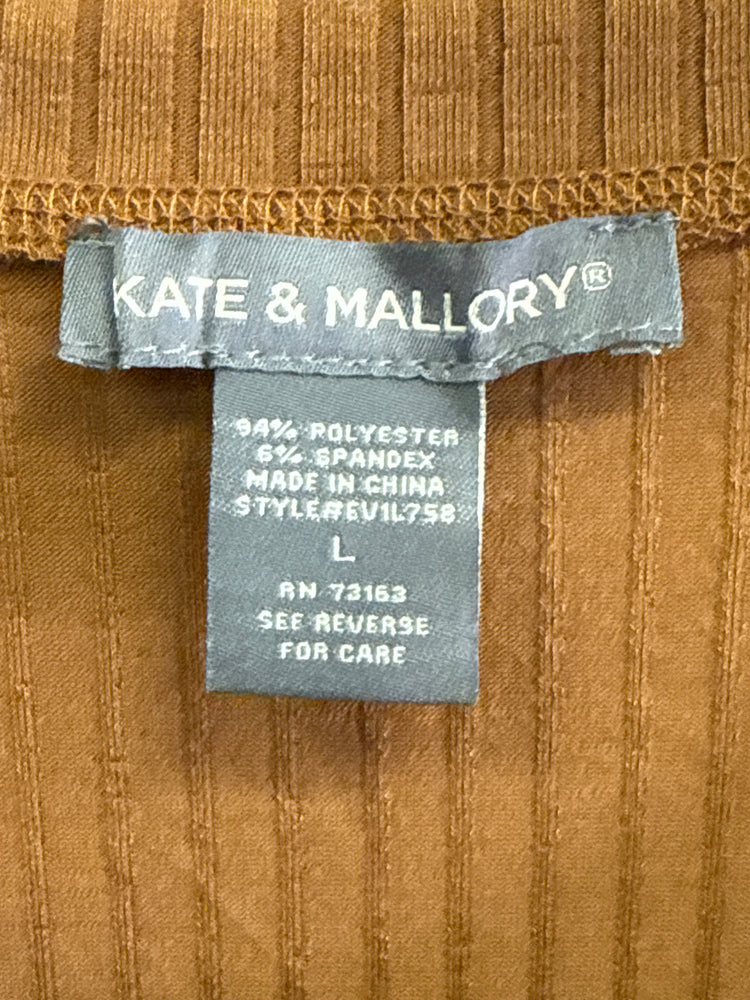 KATE & MALLORY®
94% POLYESTER
6% SPANDEX
MADE IN CHINA
STYLE#EV1L758
L
RN 73163
SEE REVERSE
FOR CARE